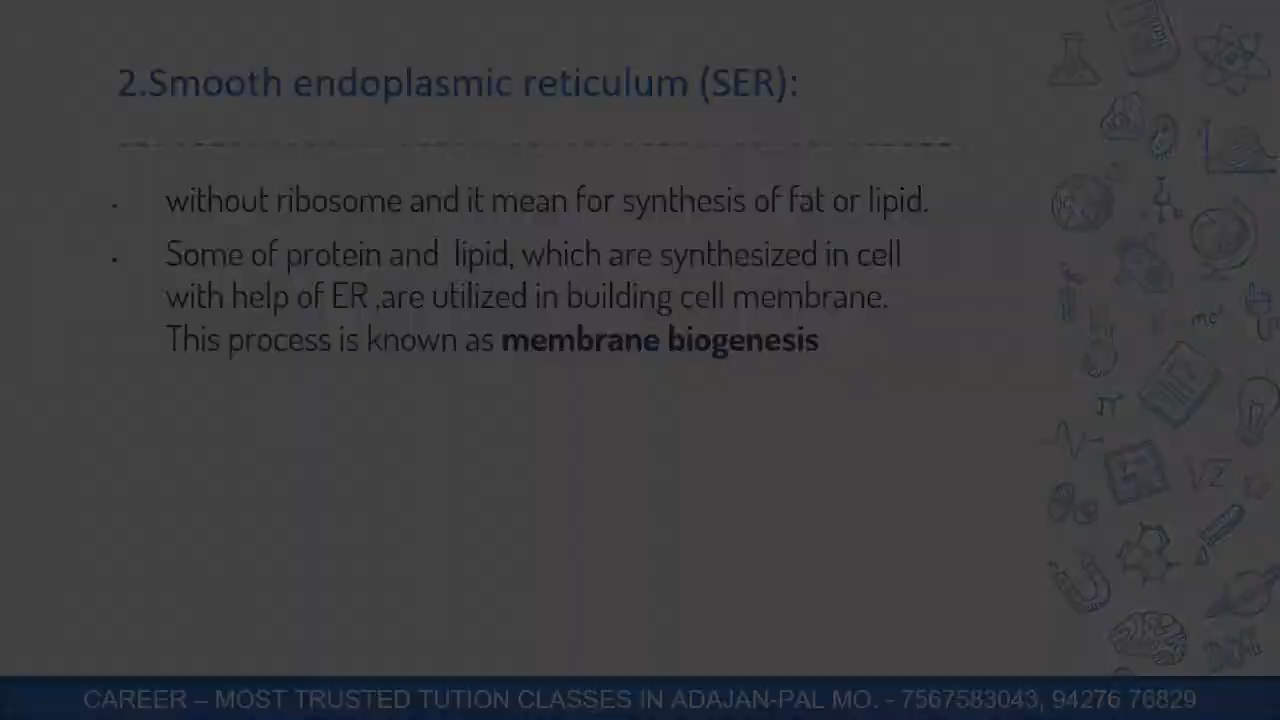 2.Smooth endoplasmic reticulum (SER):
without ribosome and it mean for synthesis of fat or lipid.
Some of protein and lipid, which are synthesized in cell
with help of ER ,are utilized in building cell membrane.
This process is known as membrane biogenesis
mc²
π
√2
CAREER – MOST TRUSTED TUTION CLASSES IN ADAJAN-PAL MO. - 7567583043, 94276 76829